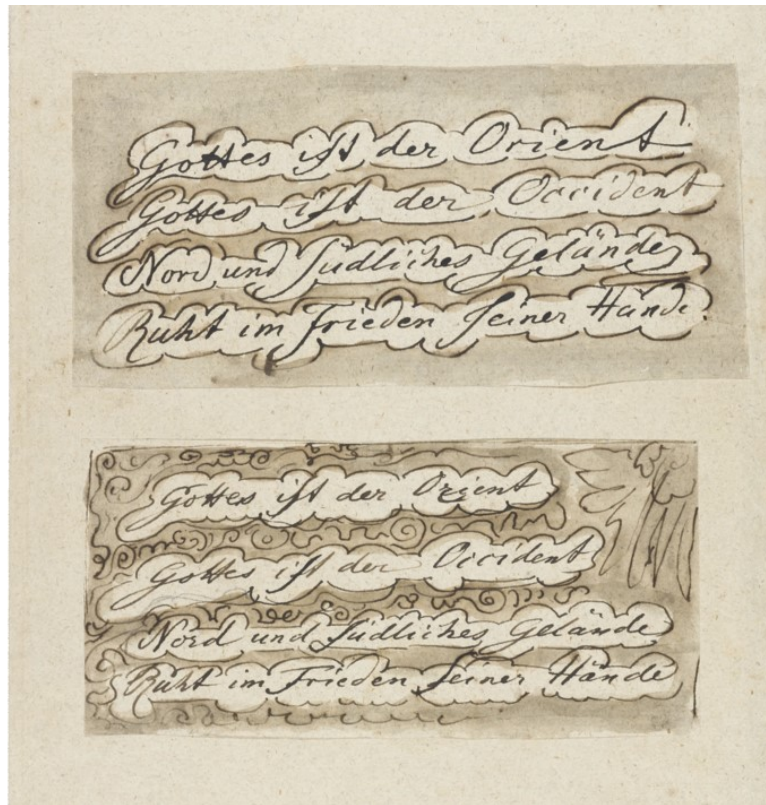 Gottes ist der Orient
Gottes ist der Occident
Nord und südliches Gelände
Ruht im Frieden seiner Hände.
Gottes ist der Orient
Gottes ist der Occident
Nord und südliches Gelände
Ruht im Frieden seiner Hände